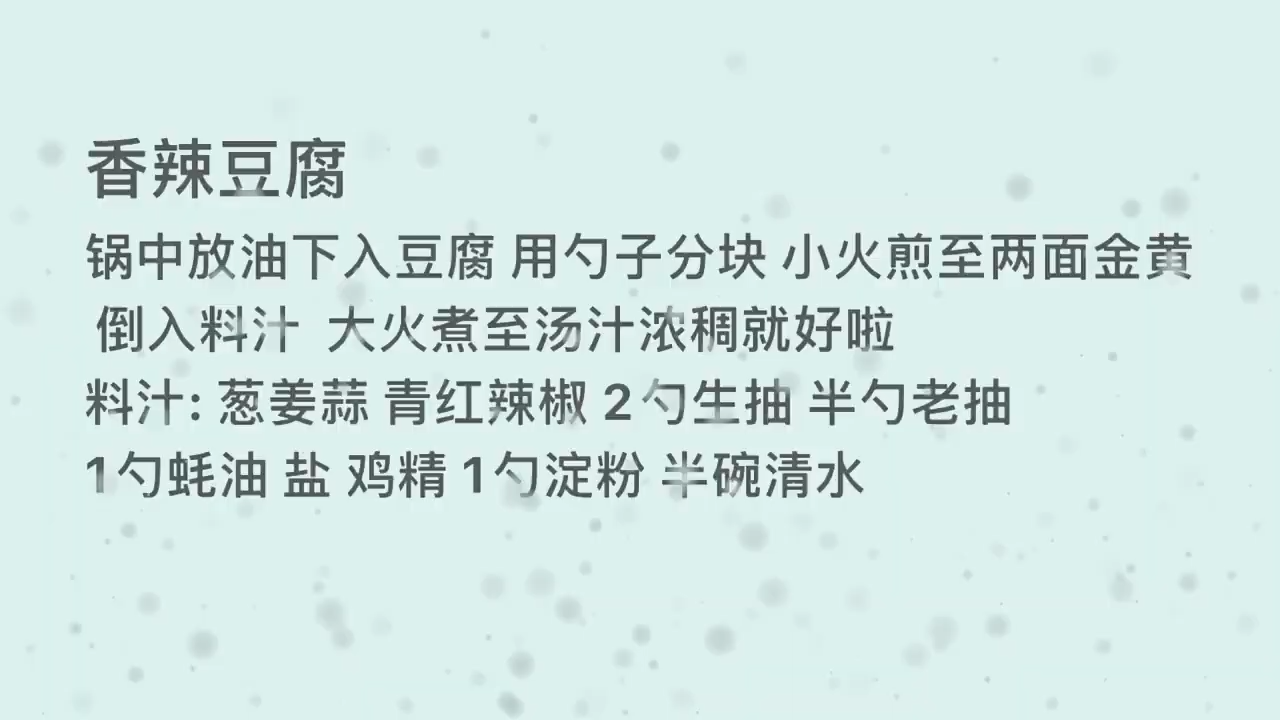 香辣豆腐
锅中放油下入豆腐 用勺子分块 小火煎至两面金黄
倒入料汁 大火煮至汤汁浓稠就好啦
料汁: 葱姜蒜 青红辣椒 2勺生抽 半勺老抽
1勺蚝油 盐 鸡精 1勺淀粉 半碗清水